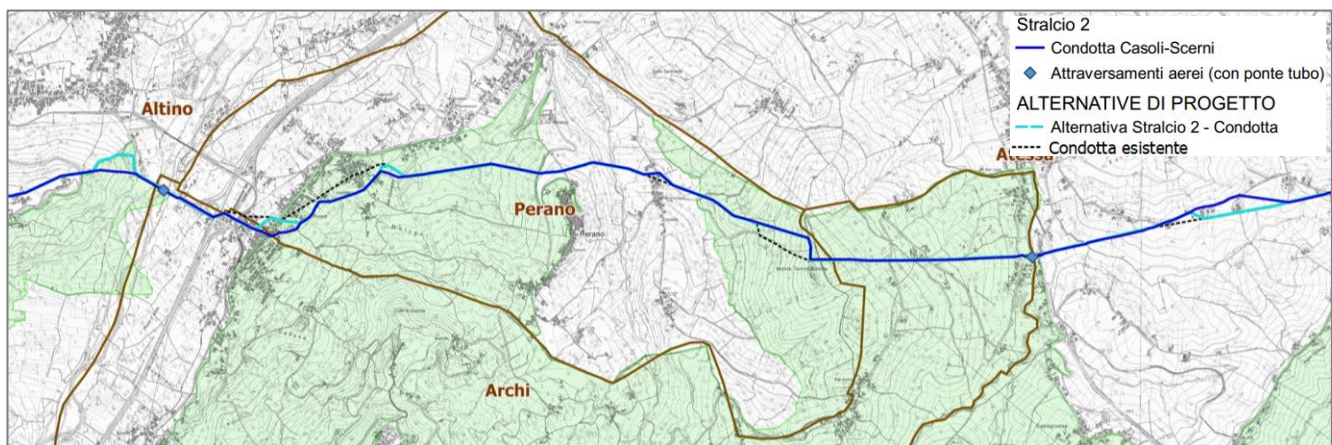 Stralcio 2
Condotta Casoli-Scerni
Attraversamenti aerei (con ponte tubo)
ALTERNATIVE DI PROGETTO
Alternativa Stralcio 2 - Condotta
Condotta esistente
Altino
Atessa
Perano
Perano
Archi